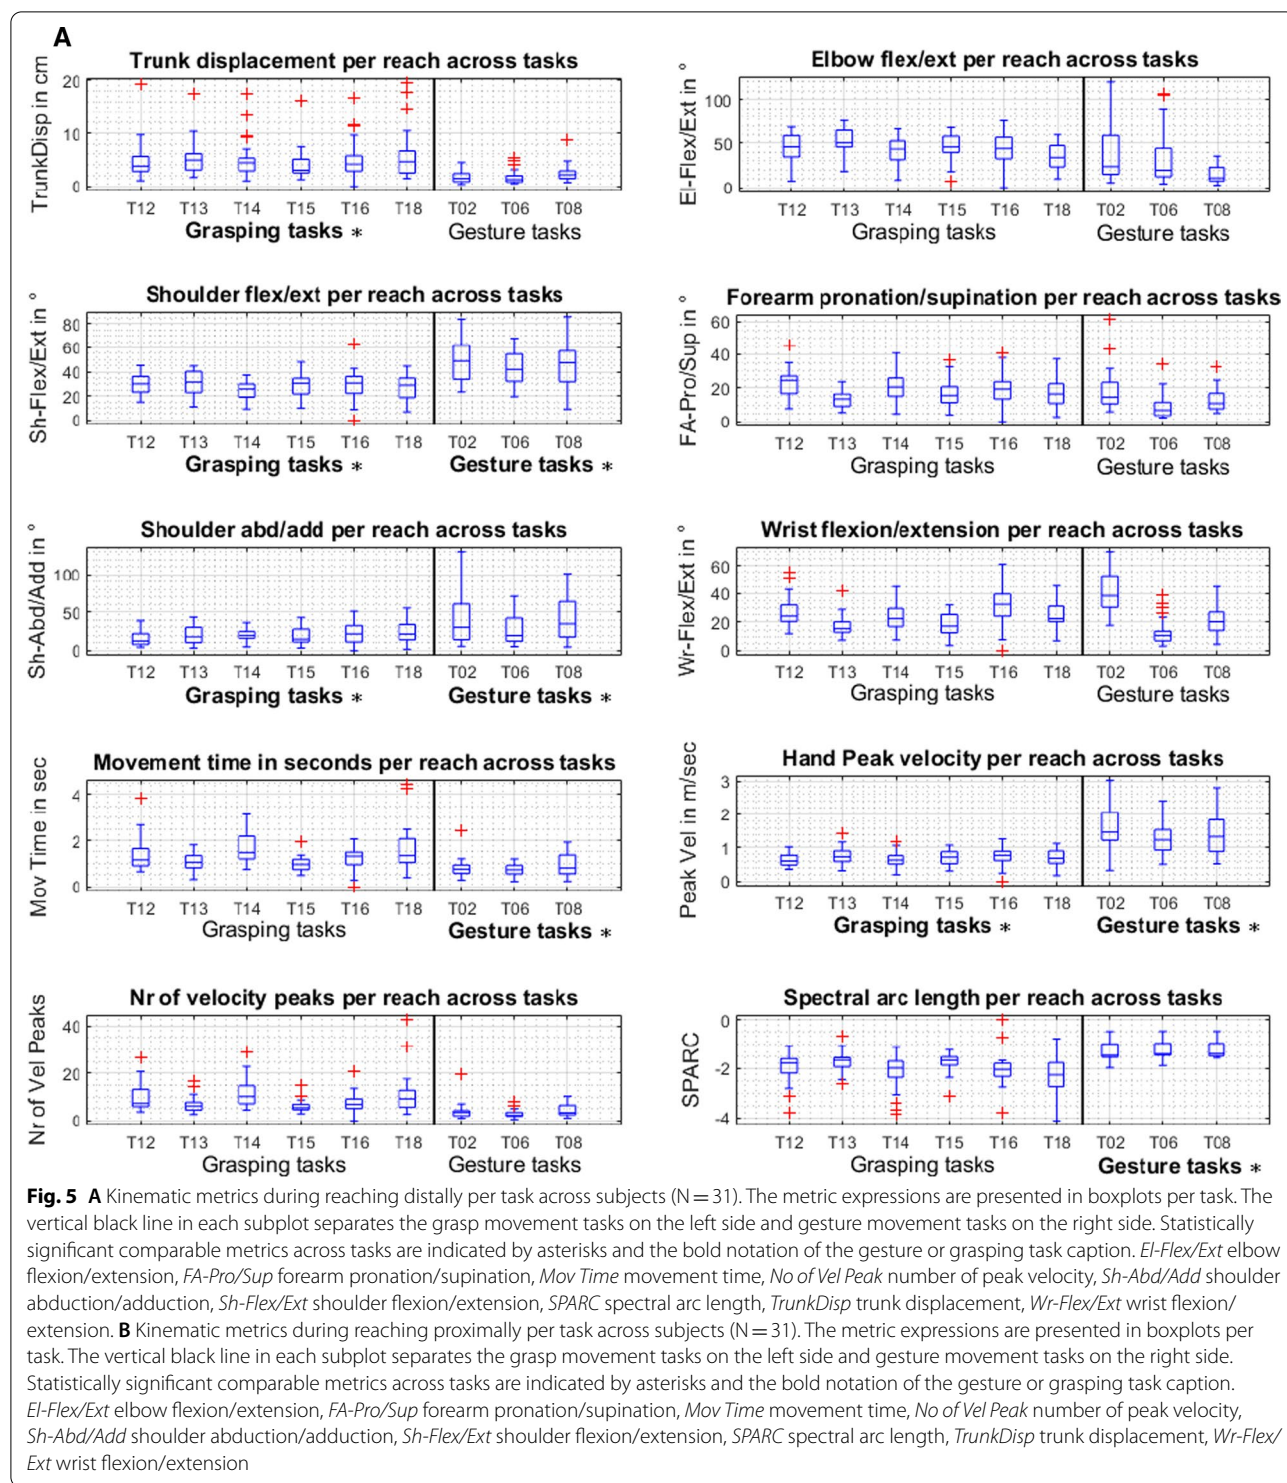 A
Trunk displacement per reach across tasks
TrunkDisp in cm
20
10
0
T12 T13 T14 T15 T16 T18 T02 T06 T08
Grasping tasks * Gesture tasks
Elbow flex/ext per reach across tasks
El-Flex/Ext in °
100
50
0
T12 T13 T14 T15 T16 T18 T02 T06 T08
Grasping tasks Gesture tasks
Shoulder flex/ext per reach across tasks
Sh-Flex/Ext in °
80
60
40
20
0
T12 T13 T14 T15 T16 T18 T02 T06 T08
Grasping tasks * Gesture tasks *
Forearm pronation/supination per reach across tasks
FA-Pro/Sup in °
60
40
20
0
T12 T13 T14 T15 T16 T18 T02 T06 T08
Grasping tasks Gesture tasks
Shoulder abd/add per reach across tasks
Sh-Abd/Add in °
100
50
0
T12 T13 T14 T15 T16 T18 T02 T06 T08
Grasping tasks * Gesture tasks *
Wrist flexion/extension per reach across tasks
Wr-Flex/Ext in °
60
40
20
0
T12 T13 T14 T15 T16 T18 T02 T06 T08
Grasping tasks Gesture tasks
Movement time in seconds per reach across tasks
Mov Time in sec
4
2
0
T12 T13 T14 T15 T16 T18 T02 T06 T08
Grasping tasks Gesture tasks *
Hand Peak velocity per reach across tasks
Peak Vel in m/sec
3
2
1
0
T12 T13 T14 T15 T16 T18 T02 T06 T08
Grasping tasks * Gesture tasks *
Nr of velocity peaks per reach across tasks
Nr of Vel Peaks
40
20
0
T12 T13 T14 T15 T16 T18 T02 T06 T08
Grasping tasks Gesture tasks
Spectral arc length per reach across tasks
SPARC
0
-2
-4
T12 T13 T14 T15 T16 T18 T02 T06 T08
Grasping tasks Gesture tasks *
Fig. 5 A Kinematic metrics during reaching distally per task across subjects (N = 31). The metric expressions are presented in boxplots per task. The
vertical black line in each subplot separates the grasp movement tasks on the left side and gesture movement tasks on the right side. Statistically
significant comparable metrics across tasks are indicated by asterisks and the bold notation of the gesture or grasping task caption. El-Flex/Ext elbow
flexion/extension, FA-Pro/Sup forearm pronation/supination, Mov Time movement time, No of Vel Peak number of peak velocity, Sh-Abd/Add shoulder
abduction/adduction, Sh-Flex/Ext shoulder flexion/extension, SPARC spectral arc length, TrunkDisp trunk displacement, Wr-Flex/Ext wrist flexion/
extension. B Kinematic metrics during reaching proximally per task across subjects (N = 31). The metric expressions are presented in boxplots per
task. The vertical black line in each subplot separates the grasp movement tasks on the left side and gesture movement tasks on the right side.
Statistically significant comparable metrics across tasks are indicated by asterisks and the bold notation of the gesture or grasping task caption.
El-Flex/Ext elbow flexion/extension, FA-Pro/Sup forearm pronation/supination, Mov Time movement time, No of Vel Peak number of peak velocity,
Sh-Abd/Add shoulder abduction/adduction, Sh-Flex/Ext shoulder flexion/extension, SPARC spectral arc length, TrunkDisp trunk displacement, Wr-Flex/
Ext wrist flexion/extension